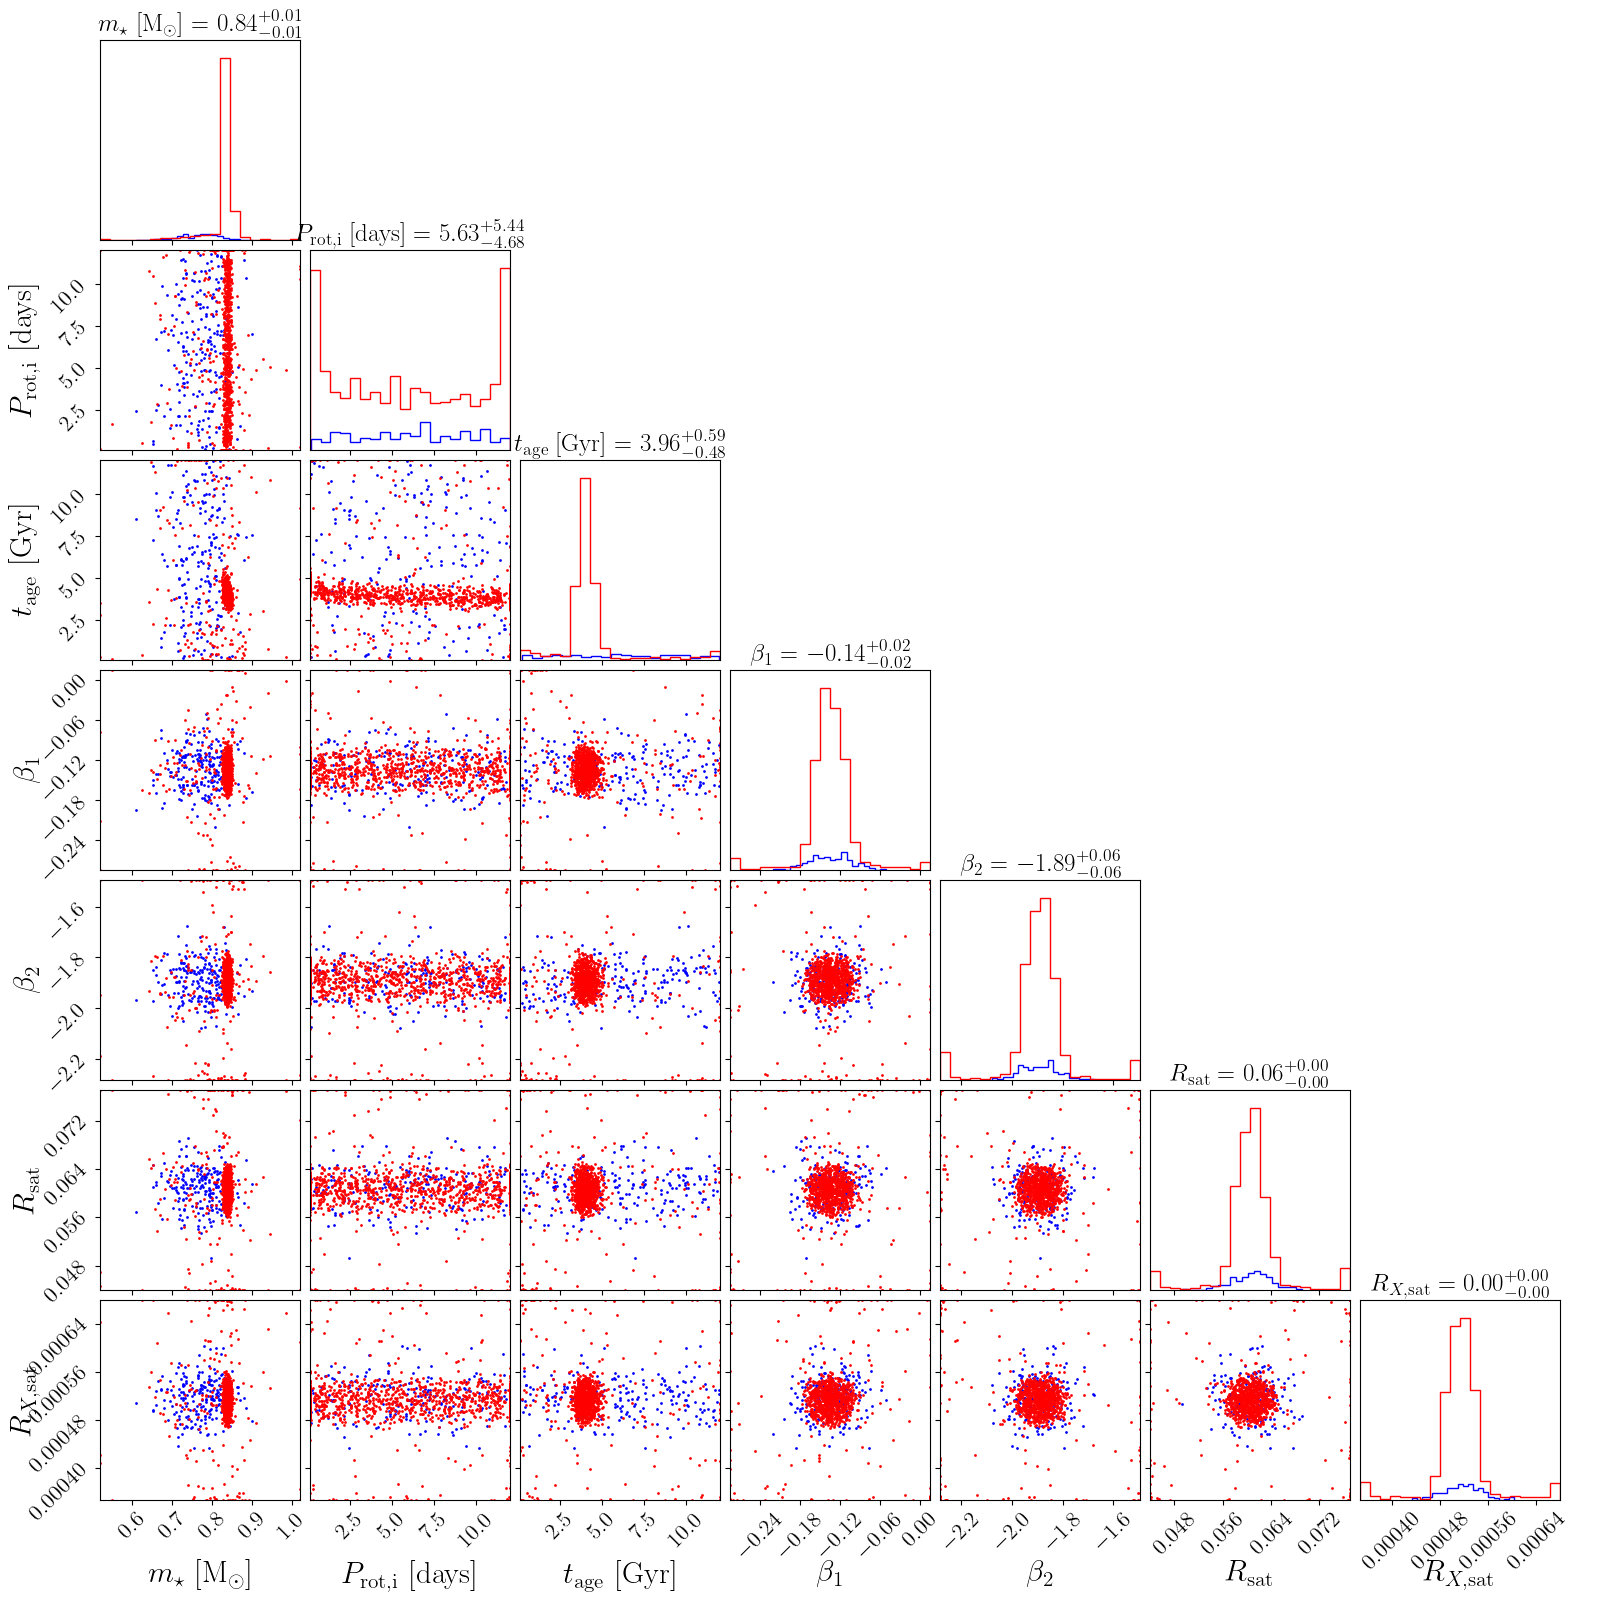 m⋆ [M⊙] = 0.84+0.01−0.01
Prot,i [days] = 5.63+5.44−4.68
Prot,i [days]
10.0
7.5
5.0
2.5
tage [Gyr] = 3.96+0.59−0.48
tage [Gyr]
10.0
7.5
5.0
2.5
β1 = −0.14+0.02−0.02
β1
0.00
−0.06
−0.12
−0.18
−0.24
β2 = −1.89+0.06−0.06
β2
−1.6
−1.8
−2.0
−2.2
Rsat = 0.06+0.00−0.00
Rsat
0.072
0.064
0.056
0.048
RX,sat = 0.00+0.00−0.00
RX,sat
0.00064
0.00056
0.00048
0.00040
0.6 0.7 0.8 0.9 1.0
2.5 5.0 7.5 10.0
2.5 5.0 7.5 10.0
−0.24 −0.18 −0.12 −0.06 0.00
−2.2 −2.0 −1.8 −1.6
0.048 0.056 0.064 0.072
0.00040 0.00048 0.00056 0.00064
m⋆ [M⊙]
Prot,i [days]
tage [Gyr]
β1
β2
Rsat
RX,sat